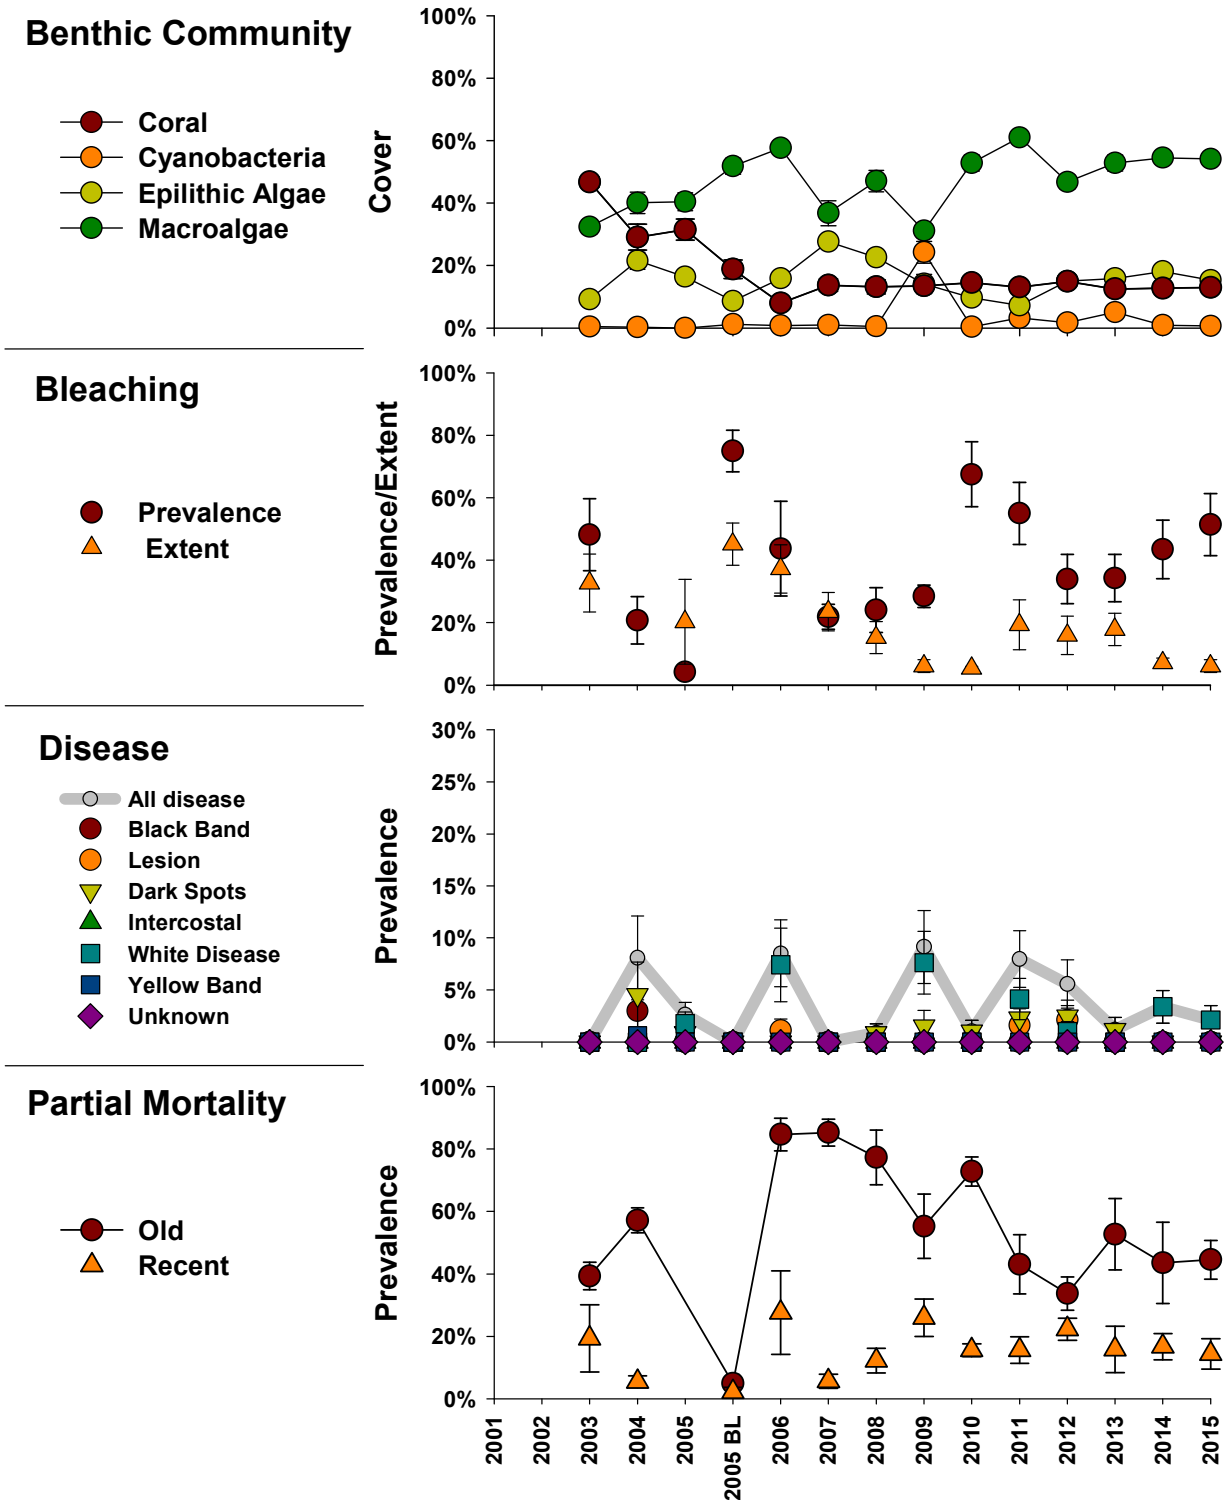 Benthic Community
Coral
Cyanobacteria
Epilithic Algae
Macroalgae
Cover
100%
80%
60%
40%
20%
0%
Bleaching
Prevalence
Extent
Prevalence/Extent
100%
80%
60%
40%
20%
0%
Disease
All disease
Black Band
Lesion
Dark Spots
Intercostal
White Disease
Yellow Band
Unknown
Prevalence
30%
25%
20%
15%
10%
5%
0%
Partial Mortality
Old
Recent
Prevalence
100%
80%
60%
40%
20%
0%
2001
2002
2003
2004
2005
2005 BL
2006
2007
2008
2009
2010
2011
2012
2013
2014
2015